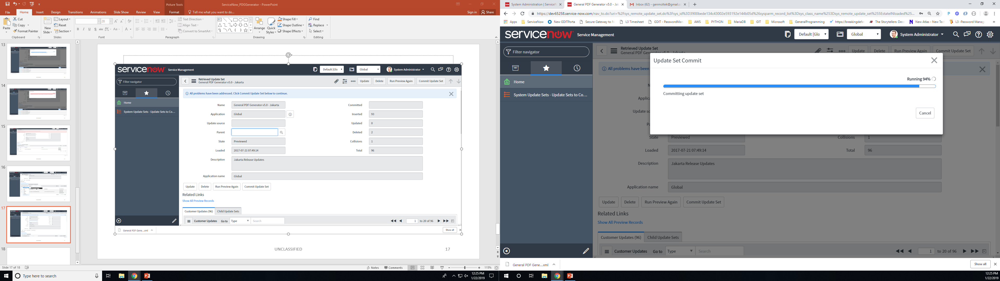 Picture Tools
ServiceNow_PDGGenerator - PowerPoint
File Home Insert Design Transitions Animations Slide Show Review View Format Tell me what you want to do... Sign in Share
Paste
Cut
Copy
Format Painter
New Slide
Layout
Reset
Section
28
B I U S abc AV Aa A
Text Direction
Align Text
Convert to SmartArt
Arrange
Quick Styles
Shape Fill
Shape Outline
Shape Effects
Find
Replace
Select
Clipboard Slides Font Paragraph Drawing Editing
13
14
15
16
17
18
servicenow Service Management
Default [Glo
Global
System Administrator
Filter navigator
Home
System Update Sets - Update Sets to Co...
Retrieved Update Set
General PDF Generator v5.0 - Jakarta
Update Delete Run Preview Again Commit Update Set
All problems have been addressed. Click Commit Update Set below to continue.
Name General PDF Generator v5.0 - Jakarta Committed
Application Global Inserted 93
Update source Updated 0
Parent Deleted 2
State Previewed Collisions 1
Loaded 2017-07-21 07:49:14 Total 96
Description Jakarta Release Updates
Application name Global
Update Delete Run Preview Again Commit Update Set
Related Links
Show All Preview Records
Customer Updates (96) Child Update Sets
Customer Updates Go to Type Search 1 to 20 of 96
General PDF Gene....xml Show all
UNCLASSIFIED 17
Slide 17 of 18 Notes Comments 115%
Type here to search
12:25 PM
1/22/2019
System Administration | ServiceN
General PDF Generator v5.0 - Jak
Inbox (62) - genmoltek@gmail.c
https://dev65258.service-now.com/nav_to.do?uri=%2Fsys_remote_update_set.do%3Fsys_id%3D3900bede134c43002e593192e144b05d%26sysparm_record_list%3Dsys_class_name%253Dsys_remote_update_set%255EstateINloaded%25...
Apps ServiceNow New GDITPorta Secure Gateway to N L3 Timesheet GDIT - PasswordMan AWS PYTHON MariaDB GIT Microsoft GeneralProgramming https://breakingdefe The Storytellers: Dec New Atlas - New Tec L3 -Password Manag
servicenow Service Management
Default [Glo
Global
System Administrator
Filter navigator
Home
System Update Sets - Update Sets to Co...
Retrieved Update Set
General PDF Generator v5.0 - Jakarta
Update Delete Run Preview Again Commit Update Set
All problems have been
Update Set Commit
Running 94%
Committing update set
Cancel
N
Applica
Update so
Pa
State Previewed Collisions 1
Loaded 2017-07-21 07:49:14 Total 96
Description Jakarta Release Updates
Application name Global
Update Delete Run Preview Again Commit Update Set
Related Links
Show All Preview Records
Customer Updates (96) Child Update Sets
Customer Updates Go to Type Search 1 to 20 of 96
General PDF Gene....xml Show all
12:25 PM
1/22/2019